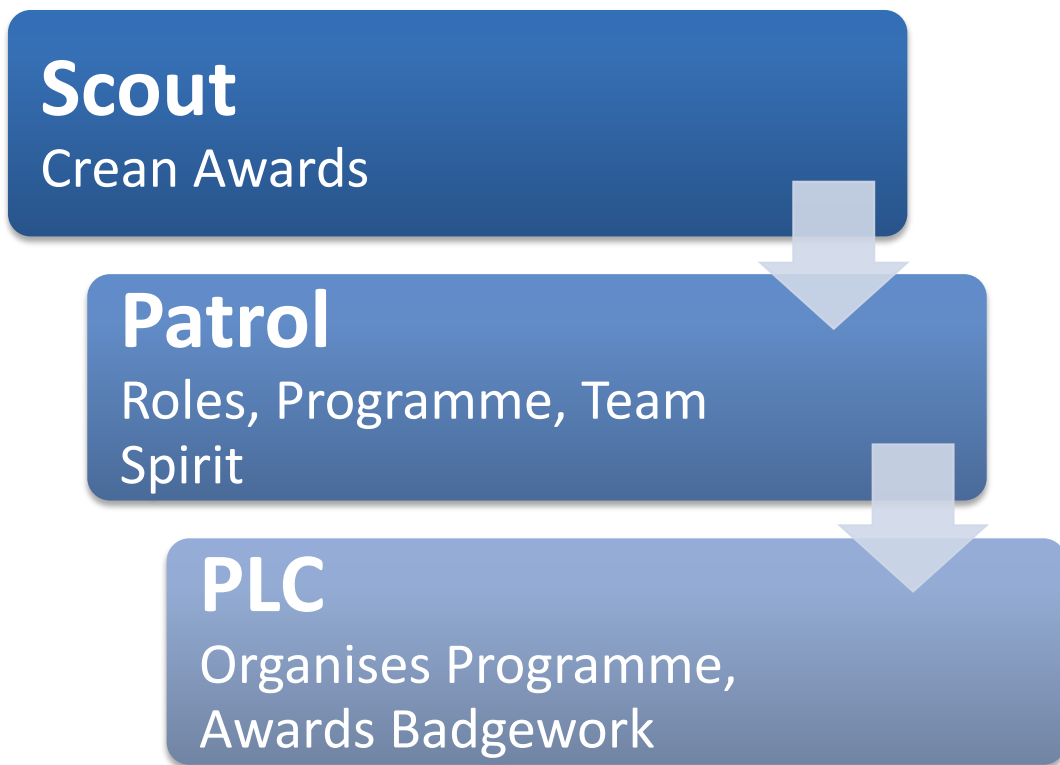 Scout
Crean Awards
Patrol
Roles, Programme, Team
Spirit
PLC
Organises Programme,
Awards Badgework